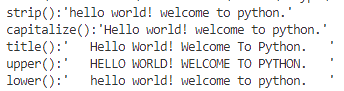 strip():'hello world! welcome to python.'
capitalize():'Hello world! welcome to python.'
title():'   Hello World! Welcome To Python.   '
upper():'   HELLO WORLD! WELCOME TO PYTHON.   '
lower():'   hello world! welcome to python.   '